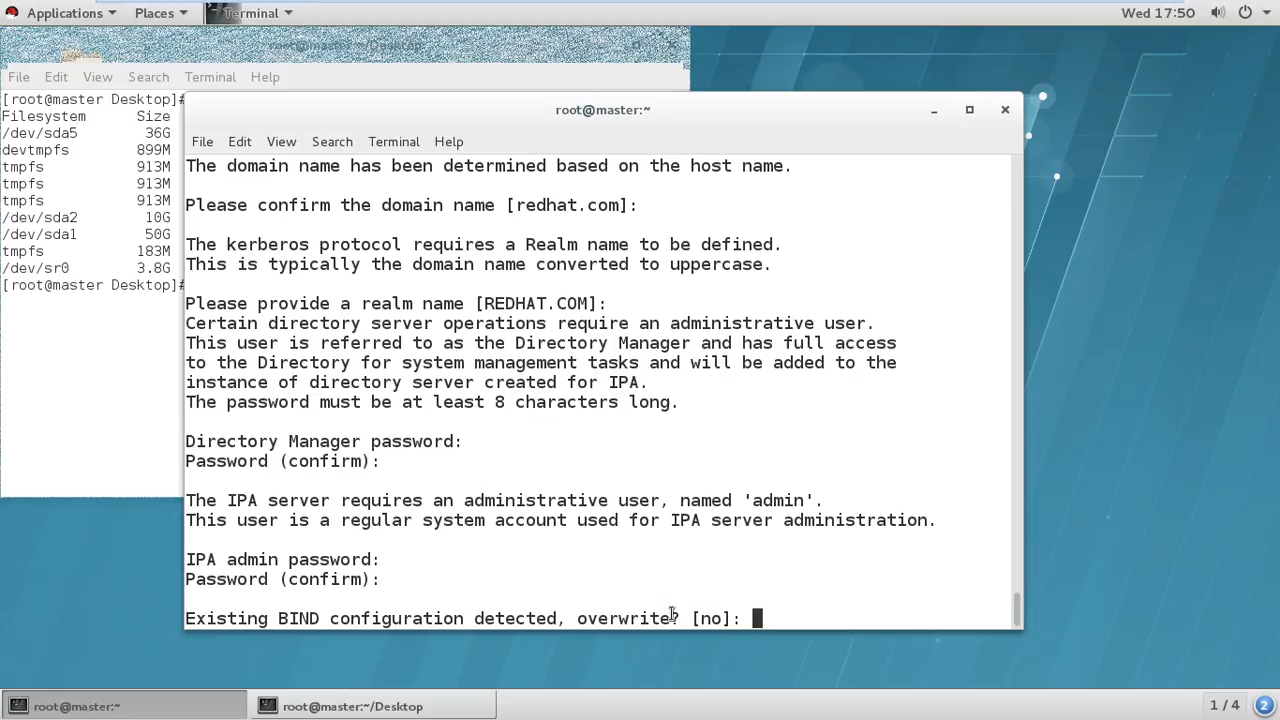 Applications Places Terminal Wed 17:50
File Edit View Search Terminal Help
[root@master Desktop]#
Filesystem Size
/dev/sda5 36G
devtmpfs 899M
tmpfs 913M
tmpfs 913M
tmpfs 913M
/dev/sda2 10G
/dev/sda1 50G
tmpfs 183M
/dev/sr0 3.8G
[root@master Desktop]#
root@master:~
File Edit View Search Terminal Help
The domain name has been determined based on the host name.
Please confirm the domain name [redhat.com]:
The kerberos protocol requires a Realm name to be defined.
This is typically the domain name converted to uppercase.
Please provide a realm name [REDHAT.COM]:
Certain directory server operations require an administrative user.
This user is referred to as the Directory Manager and has full access
to the Directory for system management tasks and will be added to the
instance of directory server created for IPA.
The password must be at least 8 characters long.
Directory Manager password:
Password (confirm):
The IPA server requires an administrative user, named 'admin'.
This user is a regular system account used for IPA server administration.
IPA admin password:
Password (confirm):
Existing BIND configuration detected, overwrite? [no]:
root@master:~ root@master:~/Desktop 1 / 4 2